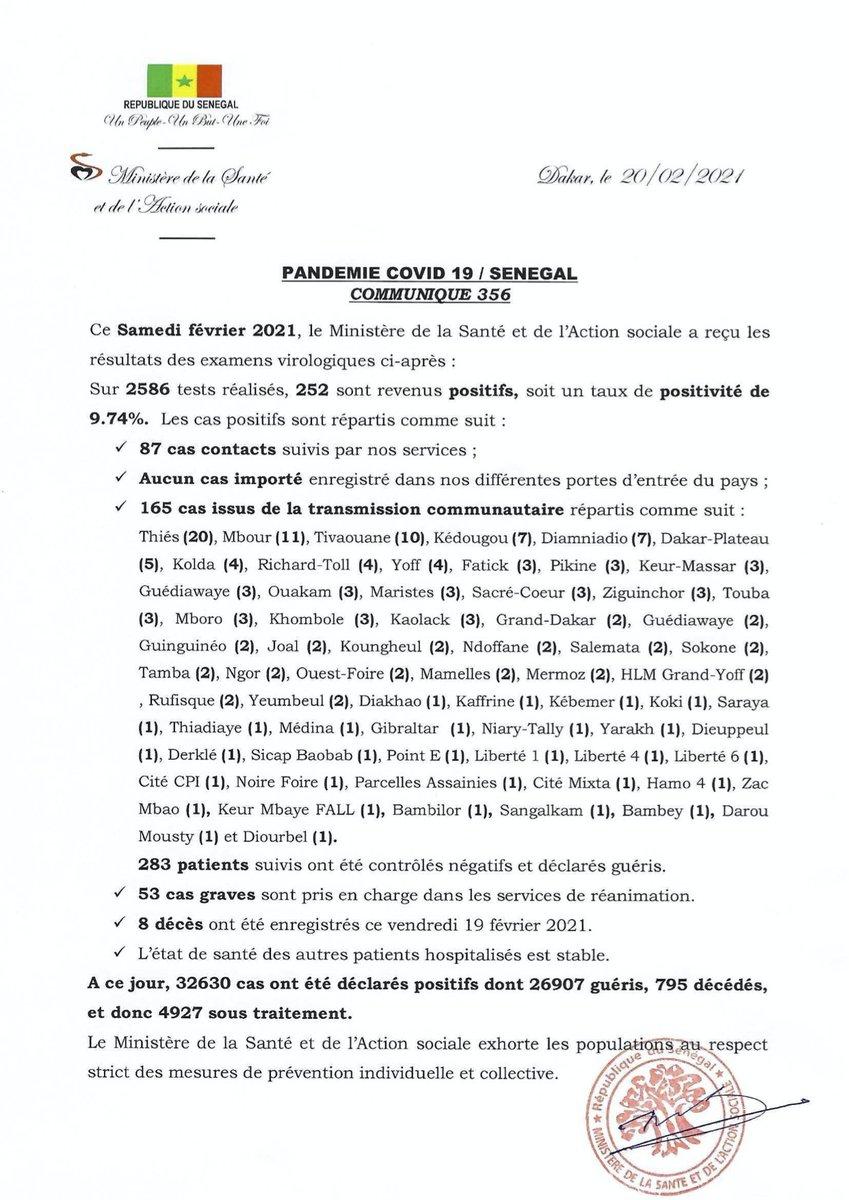 REPUBLIQUE DU SENEGAL
Un Peuple-Un But-Une Foi
Ministère de la Santé
et de l'Action sociale
Dakar, le 20/02/2021
PANDEMIE COVID 19 / SENEGAL
COMMUNIQUE 356
Ce Samedi février 2021, le Ministère de la Santé et de l'Action sociale a reçu les
résultats des examens virologiques ci-après :
Sur 2586 tests réalisés, 252 sont revenus positifs, soit un taux de positivité de
9.74%. Les cas positifs sont répartis comme suit :
✓ 87 cas contacts suivis par nos services ;
✓ Aucun cas importé enregistré dans nos différentes portes d'entrée du pays ;
✓ 165 cas issus de la transmission communautaire répartis comme suit :
Thiés (20), Mbour (11), Tivaouane (10), Kédougou (7), Diamniadio (7), Dakar-Plateau
(5), Kolda (4), Richard-Toll (4), Yoff (4), Fatick (3), Pikine (3), Keur-Massar (3),
Guédiawaye (3), Ouakam (3), Maristes (3), Sacré-Coeur (3), Ziguinchor (3), Touba
(3), Mboro (3), Khombole (3), Kaolack (3), Grand-Dakar (2), Guédiawaye (2),
Guinguinéo (2), Joal (2), Koungheul (2), Ndoffane (2), Salemata (2), Sokone (2),
Tamba (2), Ngor (2), Ouest-Foire (2), Mamelles (2), Mermoz (2), HLM Grand-Yoff (2)
, Rufisque (2), Yeumbeul (2), Diakhao (1), Kaffrine (1), Kébemer (1), Koki (1), Saraya
(1), Thiadiaye (1), Médina (1), Gibraltar (1), Niary-Tally (1), Yarakh (1), Dieuppeul
(1), Derklé (1), Sicap Baobab (1), Point E (1), Liberté 1 (1), Liberté 4 (1), Liberté 6 (1),
Cité CPI (1), Noire Foire (1), Parcelles Assainies (1), Cité Mixta (1), Hamo 4 (1), Zac
Mbao (1), Keur Mbaye FALL (1), Bambilor (1), Sangalkam (1), Bambey (1), Darou
Mousty (1) et Diourbel (1).
283 patients suivis ont été contrôlés négatifs et déclarés guéris.
✓ 53 cas graves sont pris en charge dans les services de réanimation.
✓ 8 décès ont été enregistrés ce vendredi 19 février 2021.
✓ L'état de santé des autres patients hospitalisés est stable.
A ce jour, 32630 cas ont été déclarés positifs dont 26907 guéris, 795 décédés,
et donc 4927 sous traitement.
Le Ministère de la Santé et de l'Action sociale exhorte les populations au respect
strict des mesures de prévention individuelle et collective.
★ République du Sénégal ★
MINISTÈRE DE LA SANTE ET DE L'ACTION SOCIALE